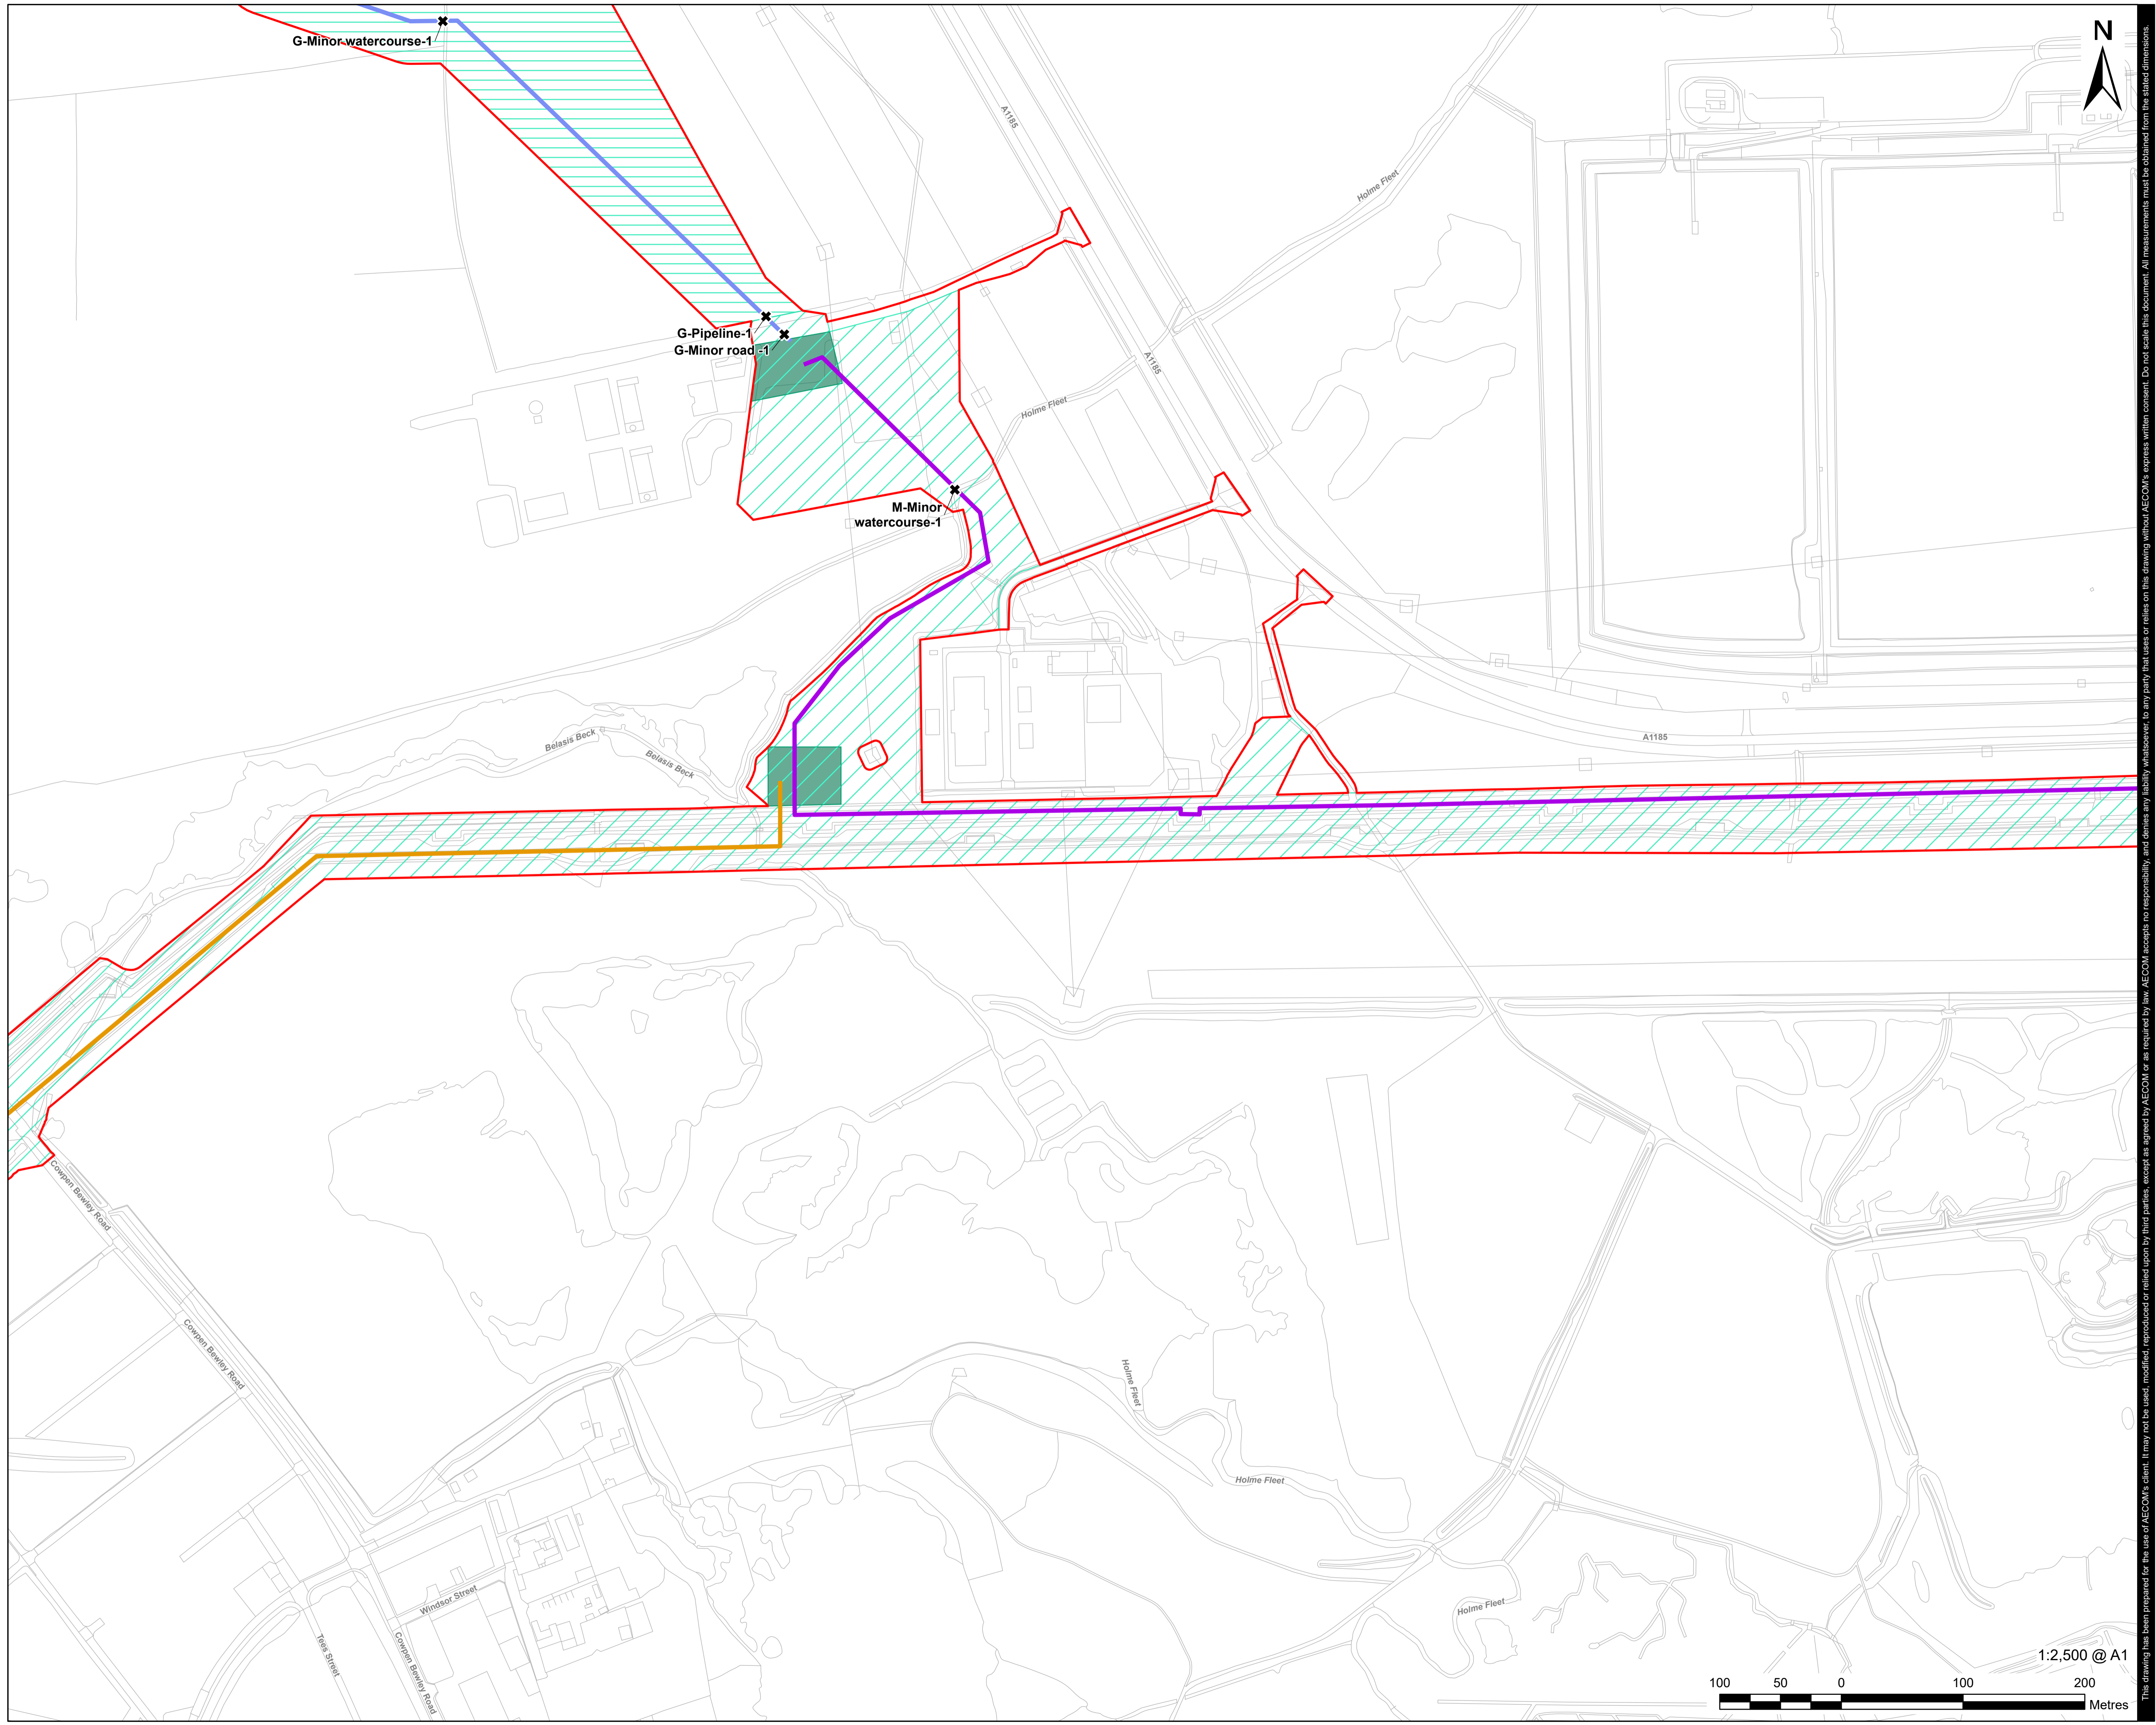 G-Minor watercourse-1
N
A1185
Holme Fleet
G-Pipeline-1
G-Minor road -1
A1185
Holme Fleet
M-Minor
watercourse-1
Belasis Beck
Belasis Beck
A1185
Cowpen Bewley Road
Cowpen Bewley Road
Holme Fleet
Holme Fleet
Windsor Street
Holme Fleet
Tees Street
Cowpen Bewley Road
1:2,500 @ A1
100 50 0 100 200
Metres
This drawing has been prepared for the use of AECOM's client. It may not be used, modified, reproduced or relied upon by third parties, except as agreed by AECOM or as required by law. AECOM accepts no responsibility, and denies any liability whatsoever, to any party that uses or relies on this drawing without AECOM's express written consent. Do not scale this document. All measurements must be obtained from the stated dimensions.